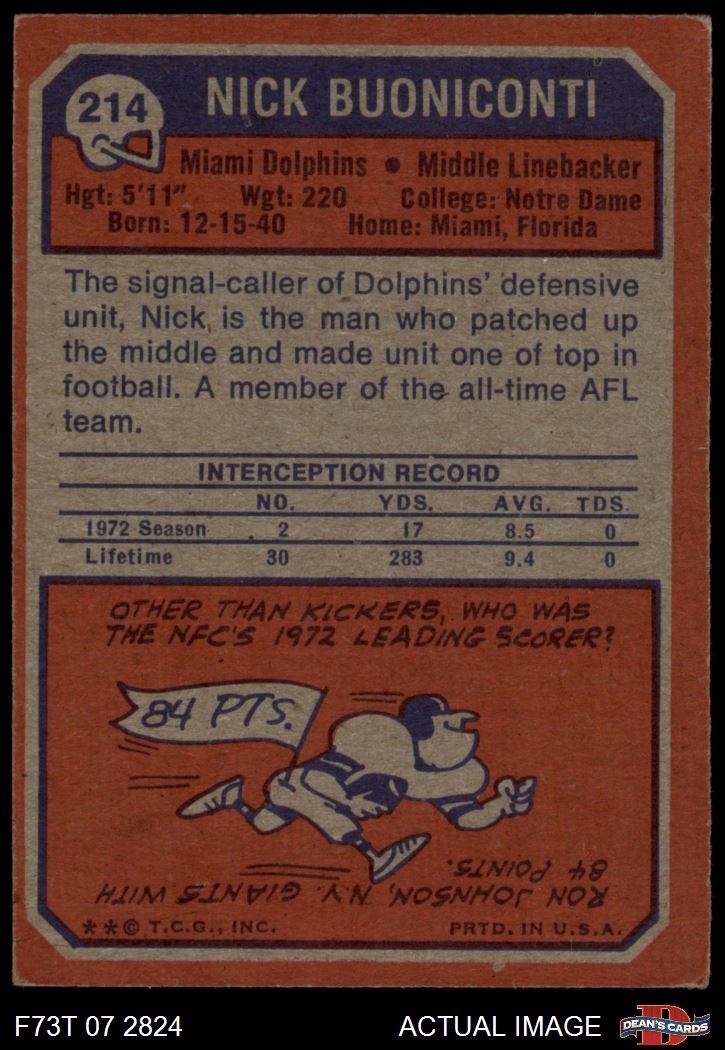 214
NICK BUONICONTI
Miami Dolphins • Middle Linebacker
Hgt: 5'11" Wgt: 220 College: Notre Dame
Born: 12-15-40 Home: Miami, Florida
The signal-caller of Dolphins' defensive
unit, Nick is the man who patched up
the middle and made unit one of top in
football. A member of the all-time AFL
team.
INTERCEPTION RECORD
NO. YDS. AVG. TDS.
1972 Season 2 17 8.5 0
Lifetime 30 283 9.4 0
OTHER THAN KICKERS, WHO WAS
THE NFC'S 1972 LEADING SCORER?
84 PTS.
RON JOHNSON, N.Y. GIANTS WITH
84 POINTS.
**© T.C.G., INC. PRTD. IN U.S.A.
F73T 07 2824 ACTUAL IMAGE
DEAN'S CARDS